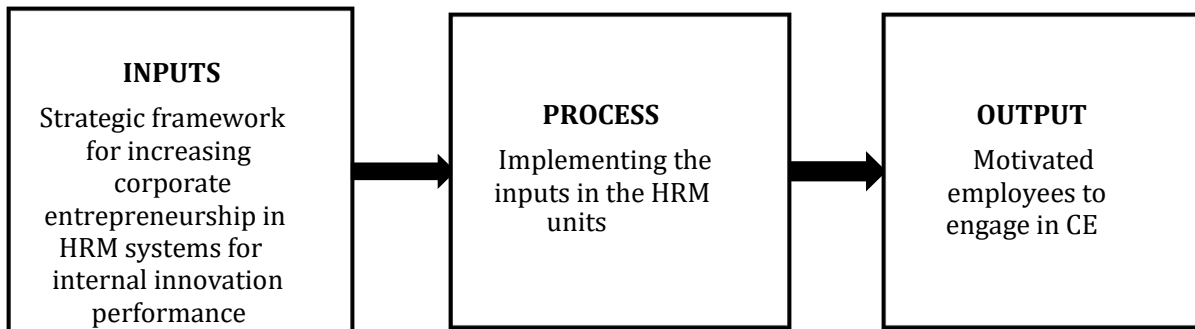 INPUTS
Strategic framework
for increasing
corporate
entrepreneurship in
HRM systems for
internal innovation
performance
PROCESS
Implementing the
inputs in the HRM
units
OUTPUT
Motivated
employees to
engage in CE